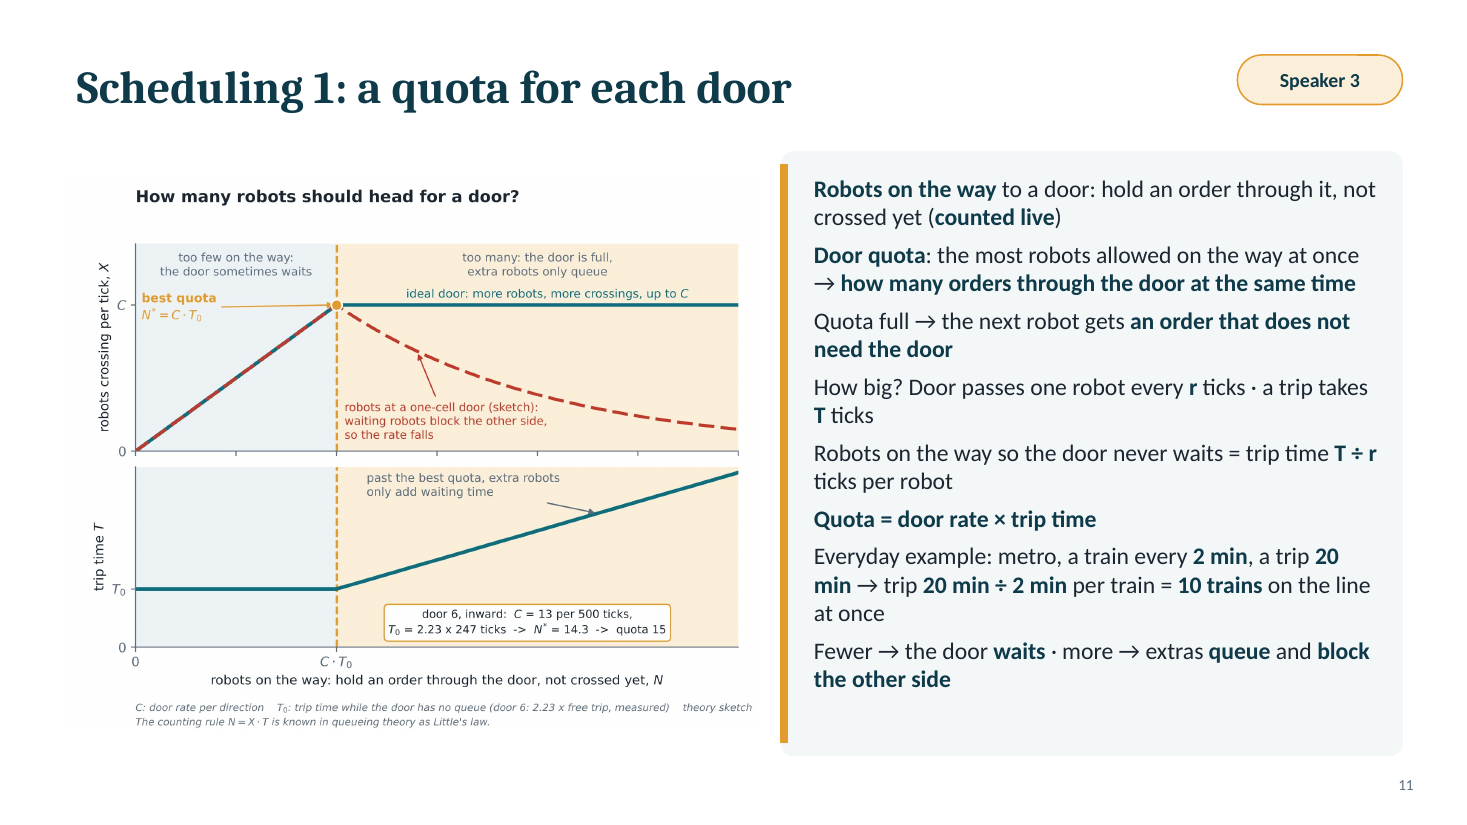 Scheduling 1: a quota for each door
Speaker 3
How many robots should head for a door?
too few on the way:
the door sometimes waits
too many: the door is full,
extra robots only queue
best quota
N* = C · T₀
ideal door: more robots, more crossings, up to C
robots crossing per tick, X
C
0
robots at a one-cell door (sketch):
waiting robots block the other side,
so the rate falls
past the best quota, extra robots
only add waiting time
trip time T
T₀
0
door 6, inward: C = 13 per 500 ticks,
T₀ = 2.23 x 247 ticks -> N* = 14.3 -> quota 15
0
C · T₀
robots on the way: hold an order through the door, not crossed yet, N
C: door rate per direction T₀: trip time while the door has no queue (door 6: 2.23 x free trip, measured) theory sketch
The counting rule N = X · T is known in queueing theory as Little's law.
Robots on the way to a door: hold an order through it, not
crossed yet (counted live)
Door quota: the most robots allowed on the way at once
→ how many orders through the door at the same time
Quota full → the next robot gets an order that does not
need the door
How big? Door passes one robot every r ticks · a trip takes
T ticks
Robots on the way so the door never waits = trip time T ÷ r
ticks per robot
Quota = door rate × trip time
Everyday example: metro, a train every 2 min, a trip 20
min → trip 20 min ÷ 2 min per train = 10 trains on the line
at once
Fewer → the door waits · more → extras queue and block
the other side
11